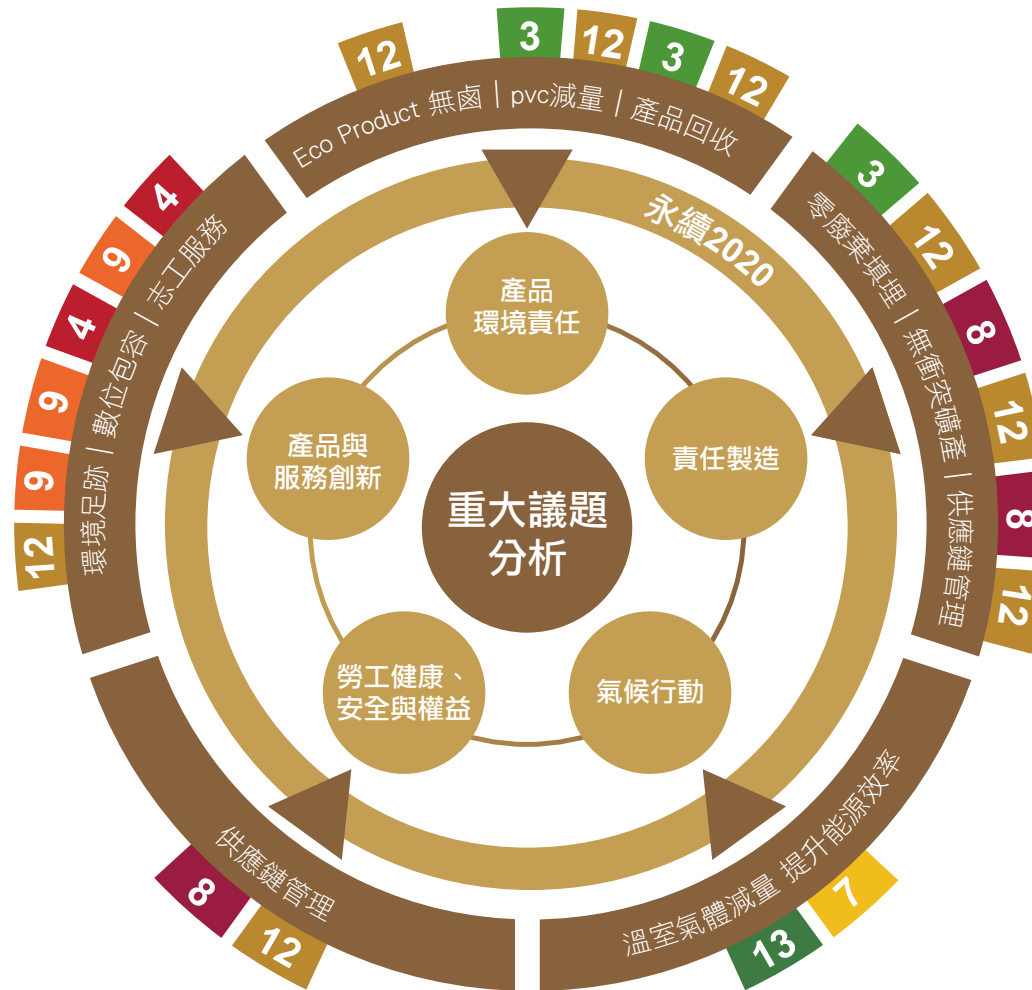 12
3
12
3
12
Eco Product 無鹵 | pvc減量 | 產品回收
3
12
8
12
8
12
零廢棄填埋 | 無衝突礦產 | 供應鏈管理
7
13
溫室氣體減量 提升能源效率
8
12
供應鏈管理
12
9
9
4
9
4
環境足跡 | 數位包容 | 志工服務
永續2020
產品
環境責任
責任製造
氣候行動
勞工健康、
安全與權益
產品與
服務創新
重大議題
分析